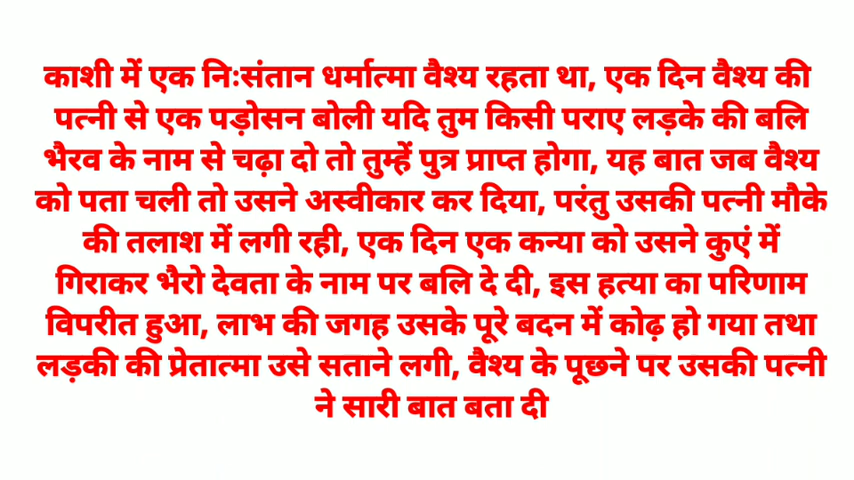 काशी में एक निःसंतान धर्मात्मा वैश्य रहता था, एक दिन वैश्य की
पत्नी से एक पड़ोसन बोली यदि तुम किसी पराए लड़के की बलि
भैरव के नाम से चढ़ा दो तो तुम्हें पुत्र प्राप्त होगा, यह बात जब वैश्य
को पता चली तो उसने अस्वीकार कर दिया, परंतु उसकी पत्नी मौके
की तलाश में लगी रही, एक दिन एक कन्या को उसने कुएं में
गिराकर भैरो देवता के नाम पर बलि दे दी, इस हत्या का परिणाम
विपरीत हुआ, लाभ की जगह उसके पूरे बदन में कोढ़ हो गया तथा
लड़की की प्रेतात्मा उसे सताने लगी, वैश्य के पूछने पर उसकी पत्नी
ने सारी बात बता दी